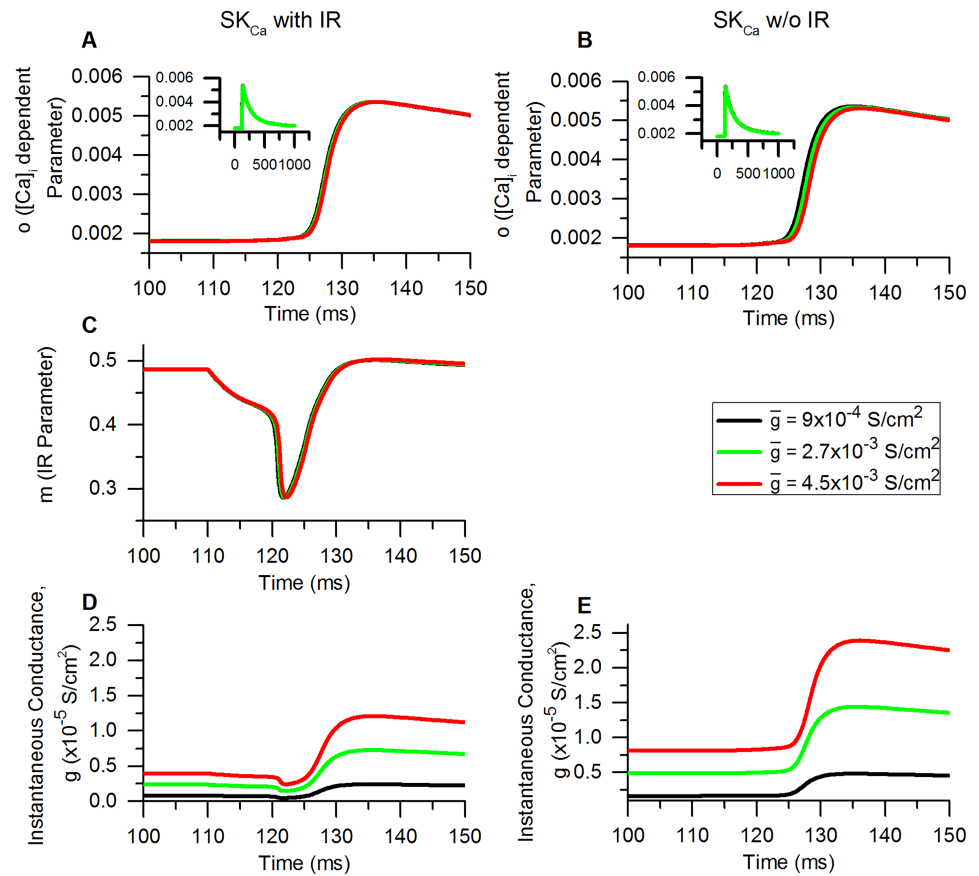 SKCa with IR
SKCa w/o IR
A
B
o ([Ca]i dependent
Parameter)
0.006
0.005
0.004
0.003
0.002
0.006
0.004
0.002
0
500
1000
100
110
120
130
140
150
Time (ms)
o ([Ca]i dependent
Parameter)
0.006
0.005
0.004
0.003
0.002
0.006
0.004
0.002
0
500
1000
100
110
120
130
140
150
Time (ms)
C
m (IR Parameter)
0.5
0.4
0.3
100
110
120
130
140
150
Time (ms)
g = 9x10-4 S/cm2
g = 2.7x10-3 S/cm2
g = 4.5x10-3 S/cm2
D
Instantaneous Conductance,
g (x10-5 S/cm2)
2.5
2.0
1.5
1.0
0.5
0.0
100
110
120
130
140
150
Time (ms)
E
Instantaneous Conductance,
g (x10-5 S/cm2)
2.5
2.0
1.5
1.0
0.5
100
110
120
130
140
150
Time (ms)